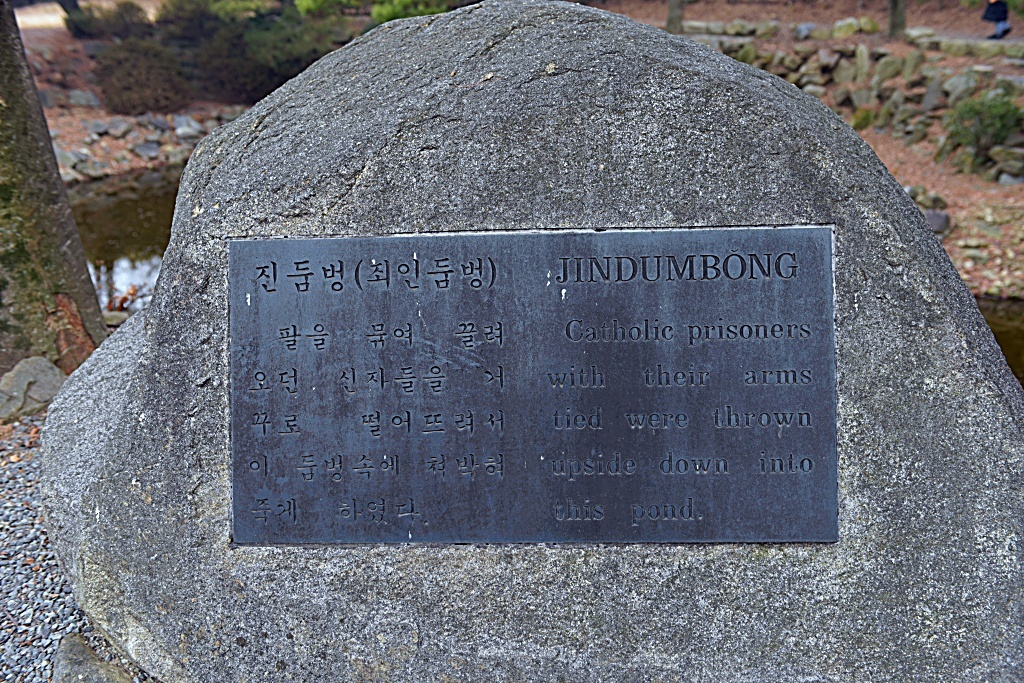 진둠벙(죄인둠벙)
팔을 묶여 끌려
오던 신자들을 거
꾸로 떨어뜨려서
이 둠벙속에 쳐박혀
죽게 하였다.
JINDUMBŎNG
Catholic prisoners
with their arms
tied were thrown
upside down into
this pond.